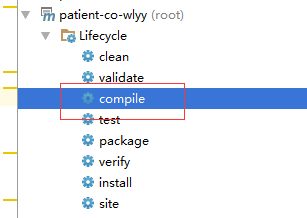 patient-co-wlyy (root)
Lifecycle
clean
validate
compile
test
package
verify
install
site